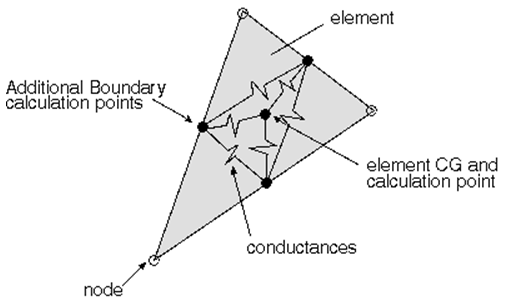 element
Additional Boundary
calculation points
element CG and
calculation point
conductances
node